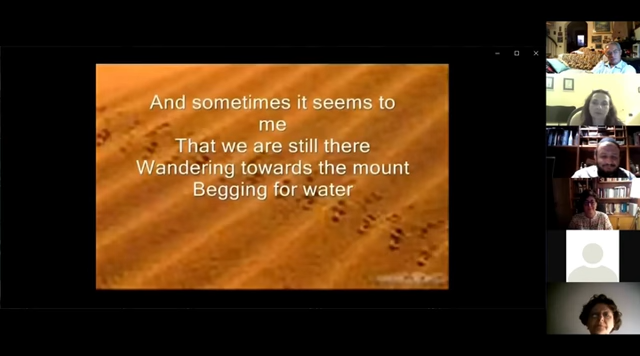 And sometimes it seems to
me
That we are still there
Wandering towards the mount
Begging for water